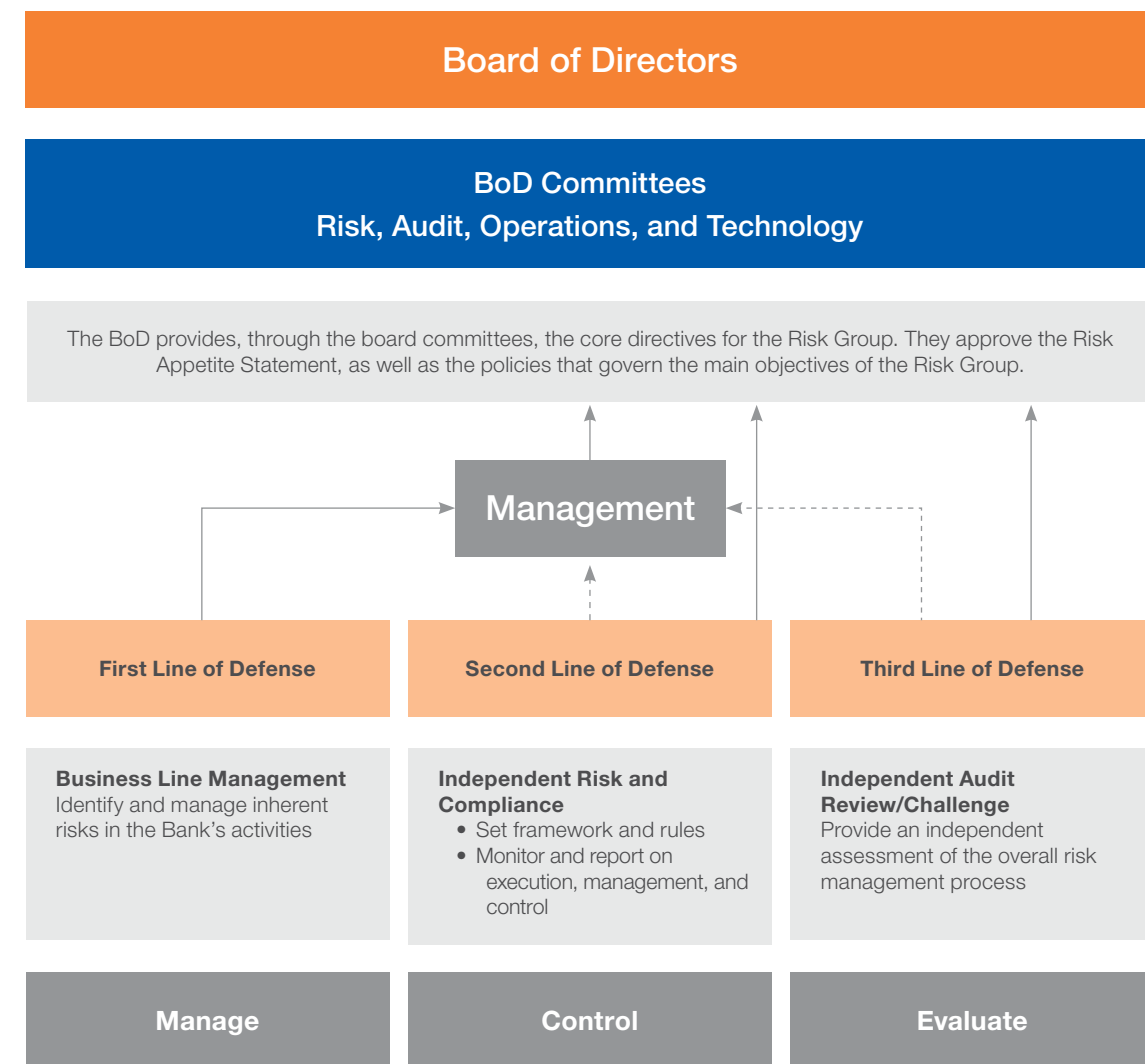 Board of Directors
BoD Committees
Risk, Audit, Operations, and Technology
The BoD provides, through the board committees, the core directives for the Risk Group. They approve the Risk
Appetite Statement, as well as the policies that govern the main objectives of the Risk Group.
Management
First Line of Defense
Second Line of Defense
Third Line of Defense
Business Line Management
Identify and manage inherent
risks in the Bank’s activities
Independent Risk and
Compliance
• Set framework and rules
• Monitor and report on
execution, management, and
control
Independent Audit
Review/Challenge
Provide an independent
assessment of the overall risk
management process
Manage
Control
Evaluate